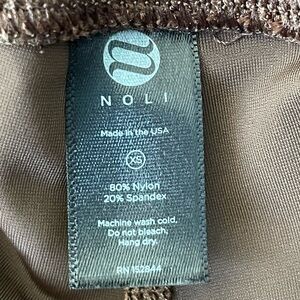 NOLI
Made in the USA
XS
80% Nylon
20% Spandex
Machine wash cold.
Do not bleach,
Hang dry.
RN 152844